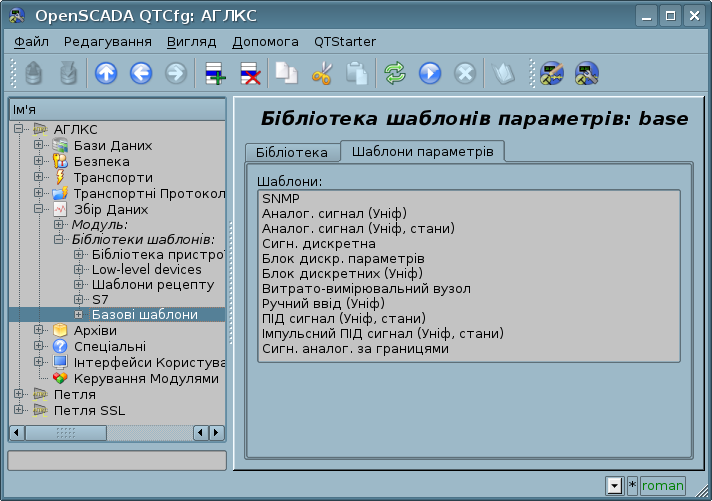 OpenSCADA QTCfg: АГЛКС
Файл Редагування Вигляд Допомога QTStarter
Ім'я
АГЛКС
Бази Даних
Безпека
Транспорти
Транспортні Протокол
Збір Даних
Модуль:
Бібліотеки шаблонів:
Бібліотека пристро
Low-level devices
Шаблони рецепту
S7
Базові шаблони
Архіви
Спеціальні
Інтерфейси Користува
Керування Модулями
Петля
Петля SSL
Бібліотека шаблонів параметрів: base
Бібліотека Шаблони параметрів
Шаблони:
SNMP
Аналог. сигнал (Уніф)
Аналог. сигнал (Уніф, стани)
Сигн. дискретна
Блок дискр. параметрів
Блок дискретних (Уніф)
Витрато-вимірювальний вузол
Ручний ввід (Уніф)
ПІД сигнал (Уніф, стани)
Імпульсний ПІД сигнал (Уніф, стани)
Сигн. аналог. за границями
* roman